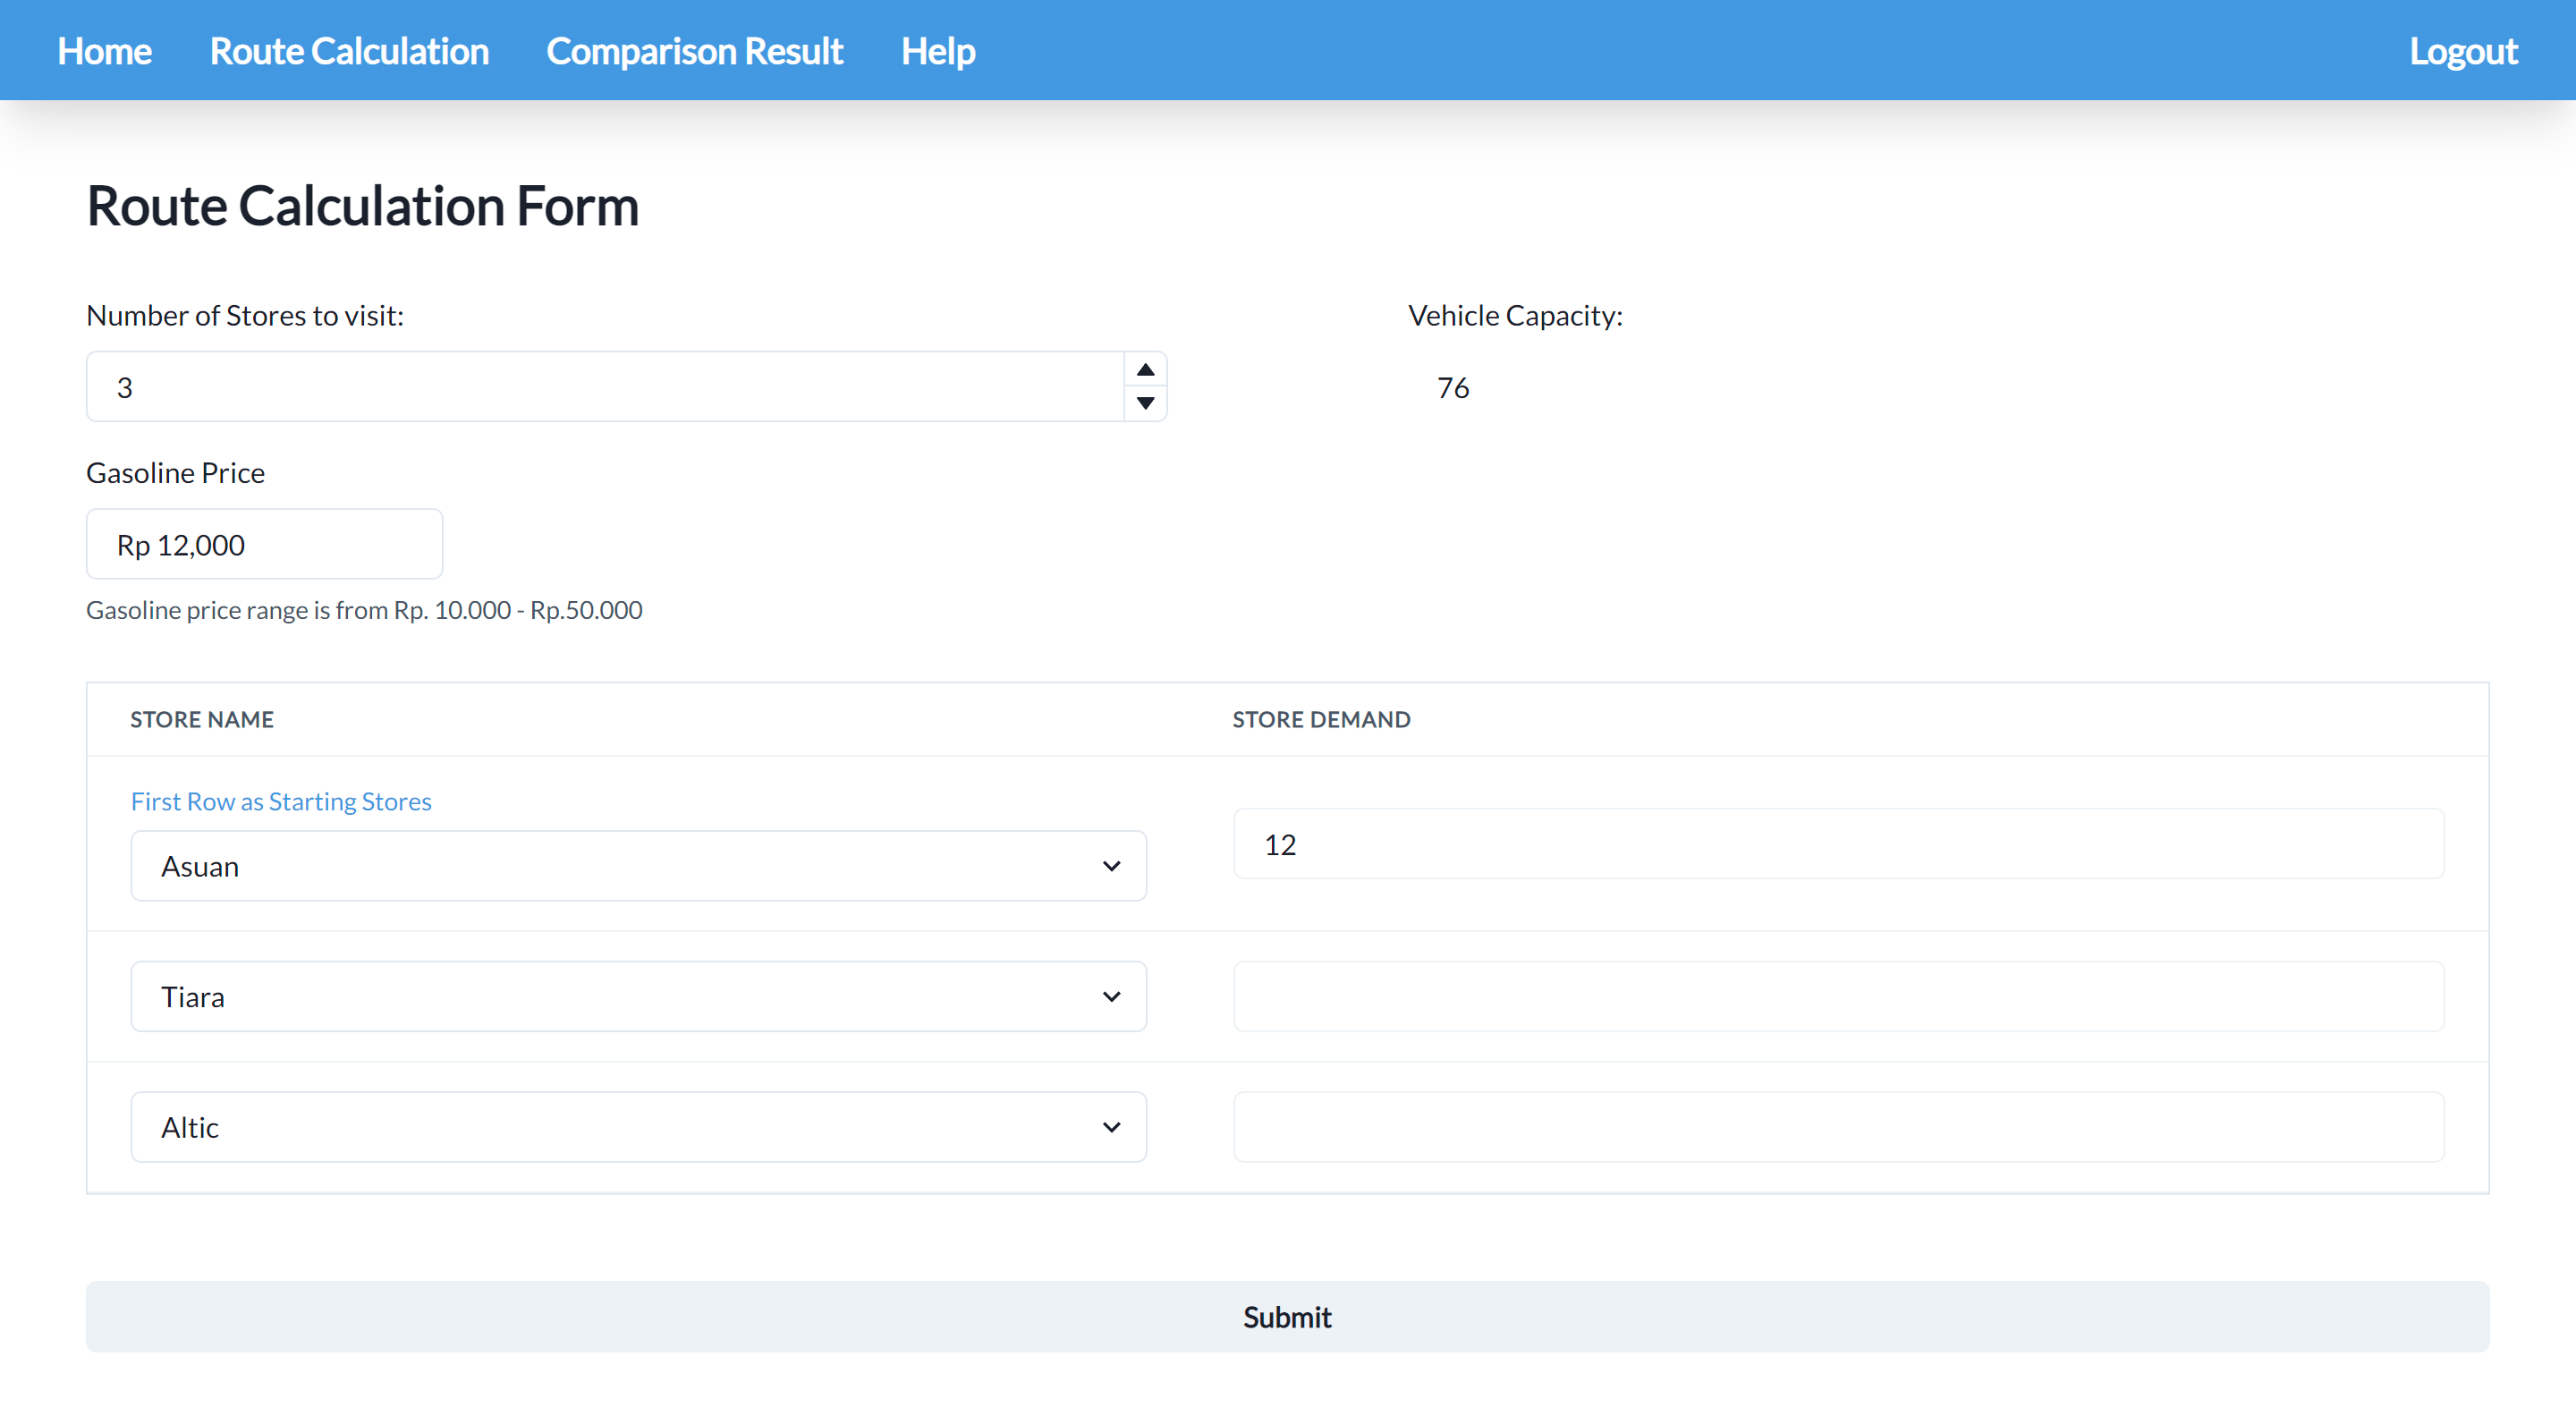 Home Route Calculation Comparison Result Help Logout
Route Calculation Form
Number of Stores to visit:
3
Vehicle Capacity:
76
Gasoline Price
Rp 12,000
Gasoline price range is from Rp. 10.000 - Rp.50.000
STORE NAME STORE DEMAND
First Row as Starting Stores
Asuan 12
Tiara
Altic
Submit